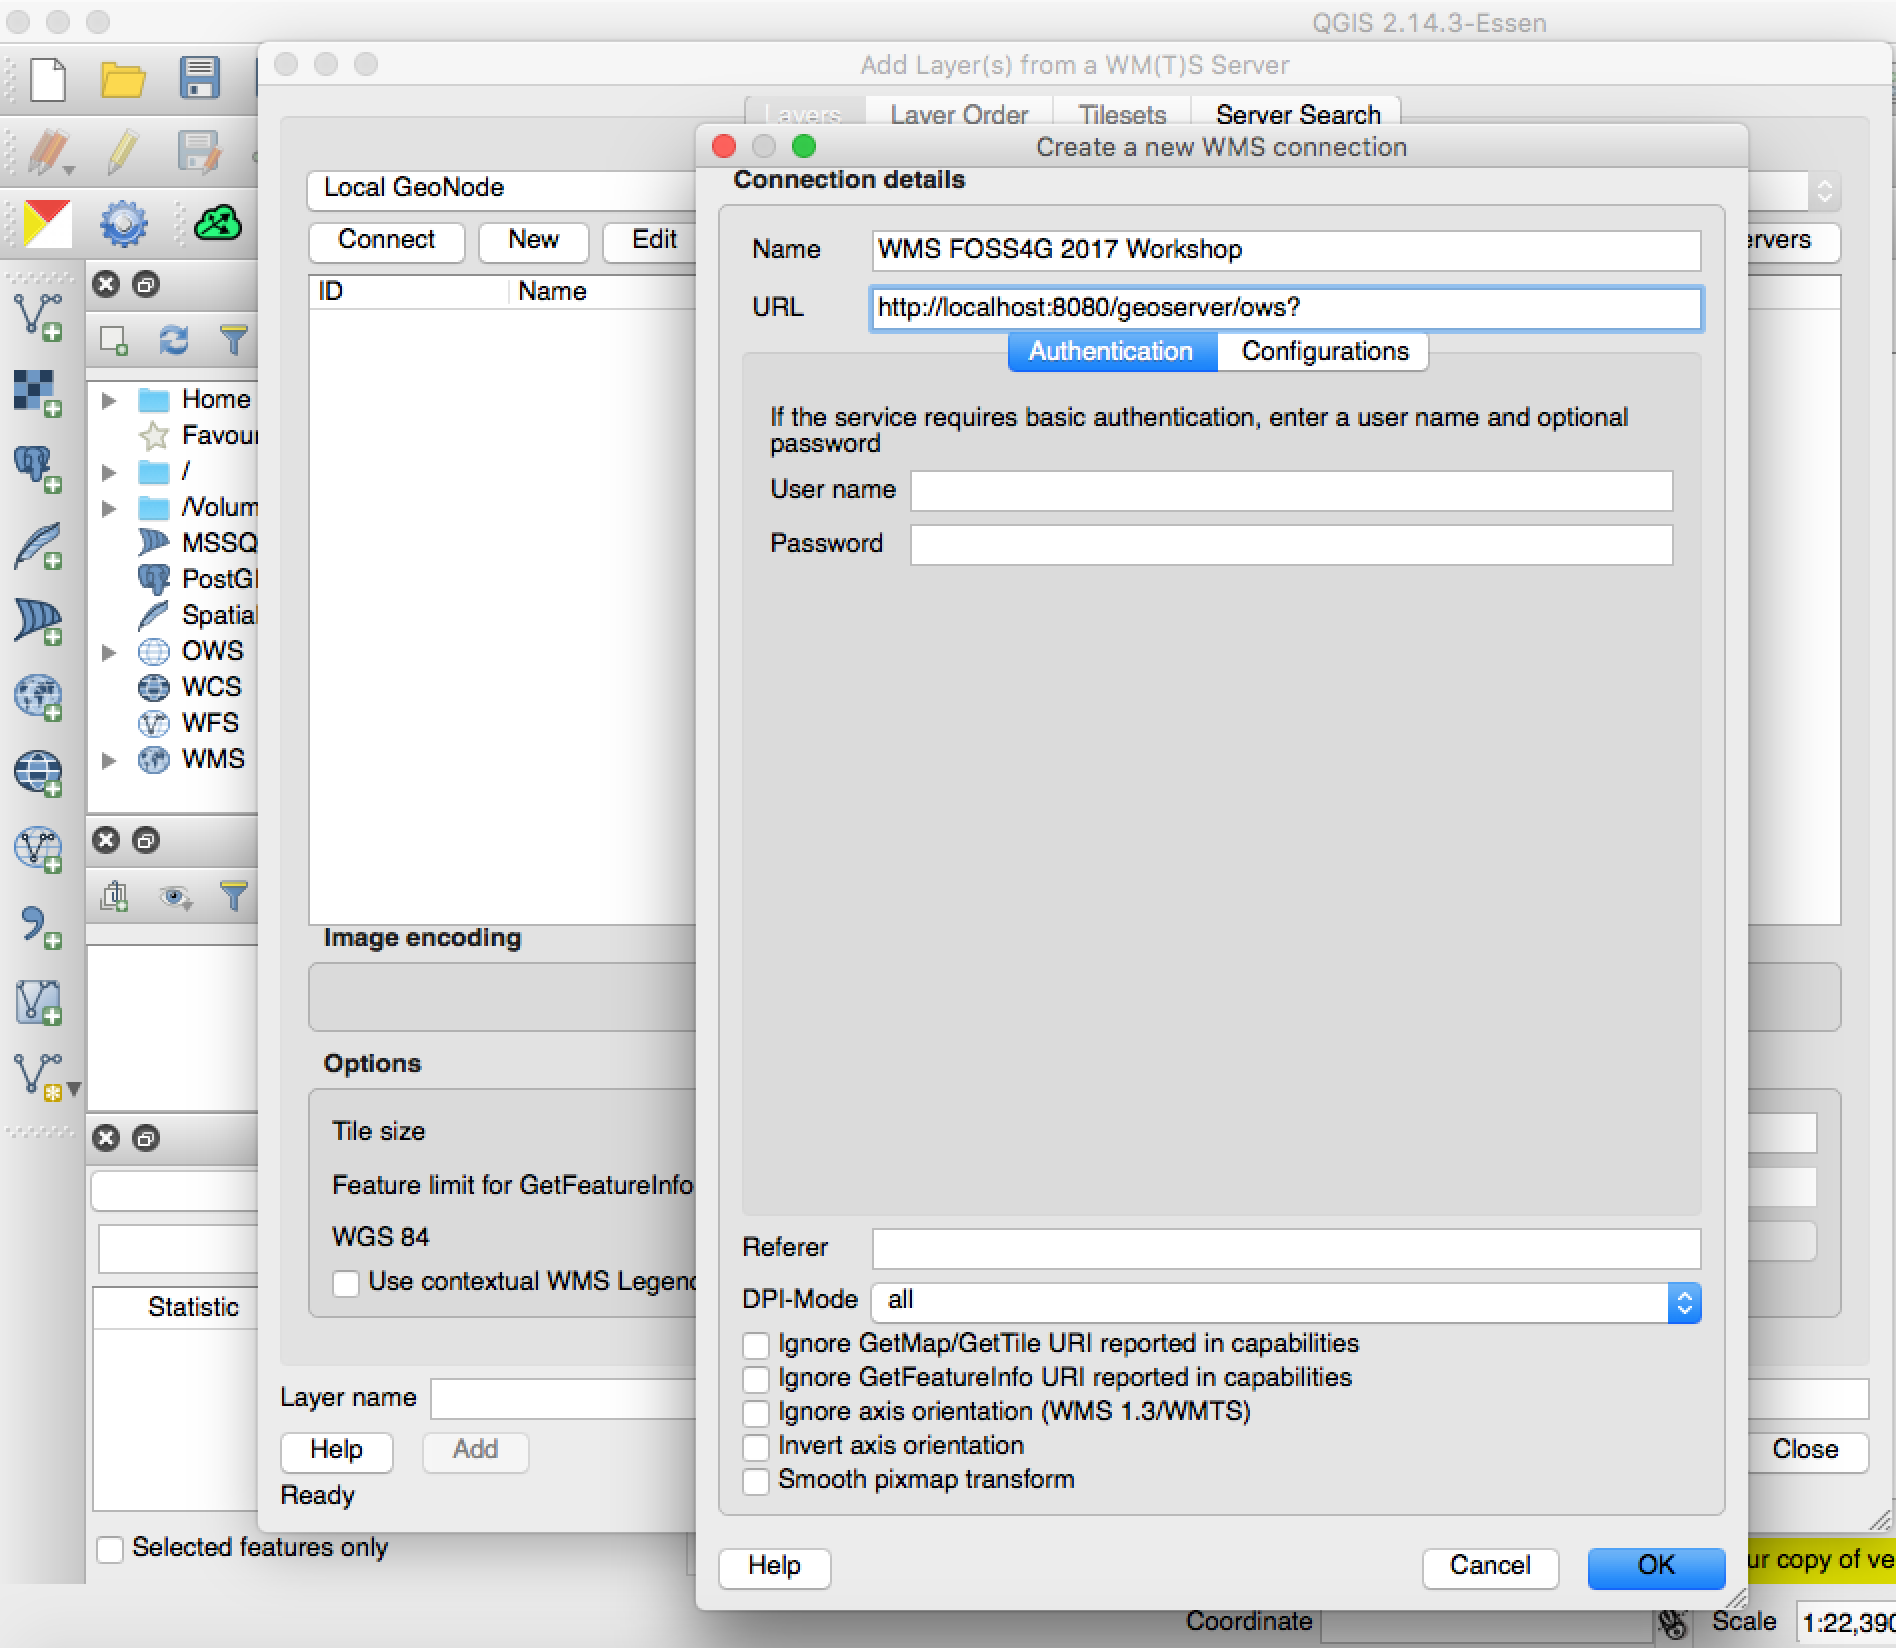 QGIS 2.14.3-Essen
Add Layer(s) from a WM(T)S Server
Layers Layer Order Tilesets Server Search
Create a new WMS connection
Connection details
Local GeoNode
Connect New Edit
ervers
ID Name
Name WMS FOSS4G 2017 Workshop
URL http://localhost:8080/geoserver/ows?
Authentication Configurations
If the service requires basic authentication, enter a user name and optional
password
User name
Password
Home
Favour
/
/Volum
MSSQ
PostGI
Spatial
OWS
WCS
WFS
WMS
Image encoding
Options
Tile size
Feature limit for GetFeatureInfo
WGS 84
Use contextual WMS Legend
Statistic
Referer
DPI-Mode all
Ignore GetMap/GetTile URI reported in capabilities
Ignore GetFeatureInfo URI reported in capabilities
Ignore axis orientation (WMS 1.3/WMTS)
Invert axis orientation
Smooth pixmap transform
Layer name
Help Add
Close
Ready
Selected features only
Help Cancel OK
ur copy of ve
Coordinate Scale 1:22,390